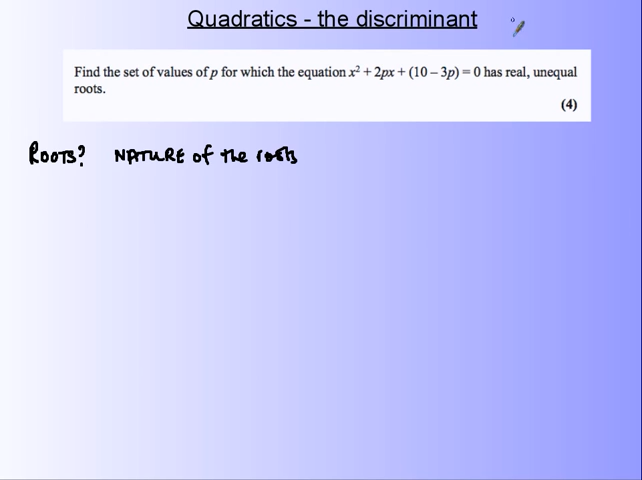 Quadratics - the discriminant
Find the set of values of p for which the equation x² + 2px + (10 – 3p) = 0 has real, unequal
roots.
(4)
ROOTS? NATURE of the roots